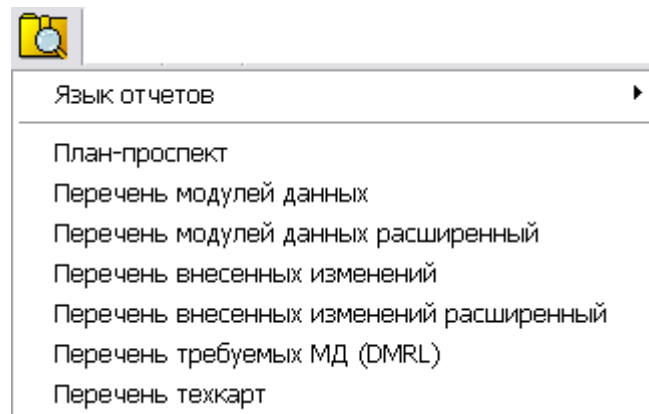 Язык отчетов
План-проспект
Перечень модулей данных
Перечень модулей данных расширенный
Перечень внесенных изменений
Перечень внесенных изменений расширенный
Перечень требуемых МД (DMRL)
Перечень техкарт